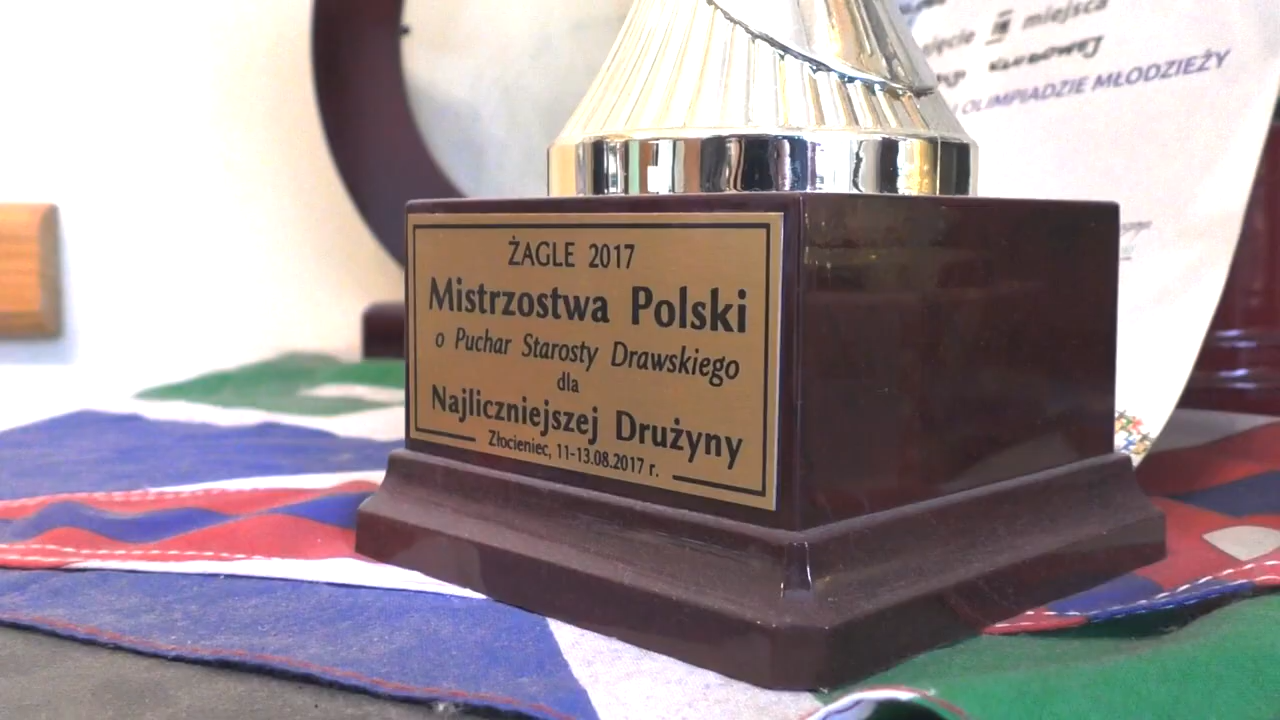 ŻAGLE 2017
Mistrzostwa Polski
o Puchar Starosty Drawskiego
dla
Najliczniejszej Drużyny
Złocieniec, 11-13.08.2017 r.
miejsca
OLIMPIADZIE MŁODZIEŻY